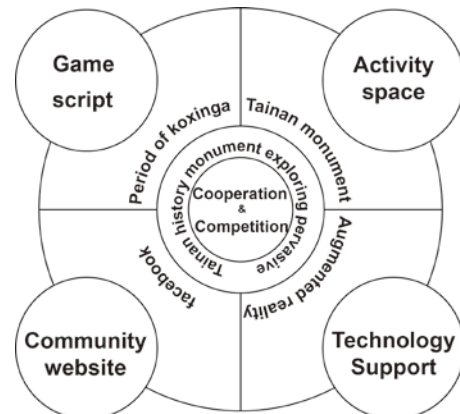 Game
script
Activity
space
Period of koxinga
Tainan monument
Tainan history monument exploring pervasive
Cooperation
&
Competition
facebook
Augmented reality
Community
website
Technology
Support